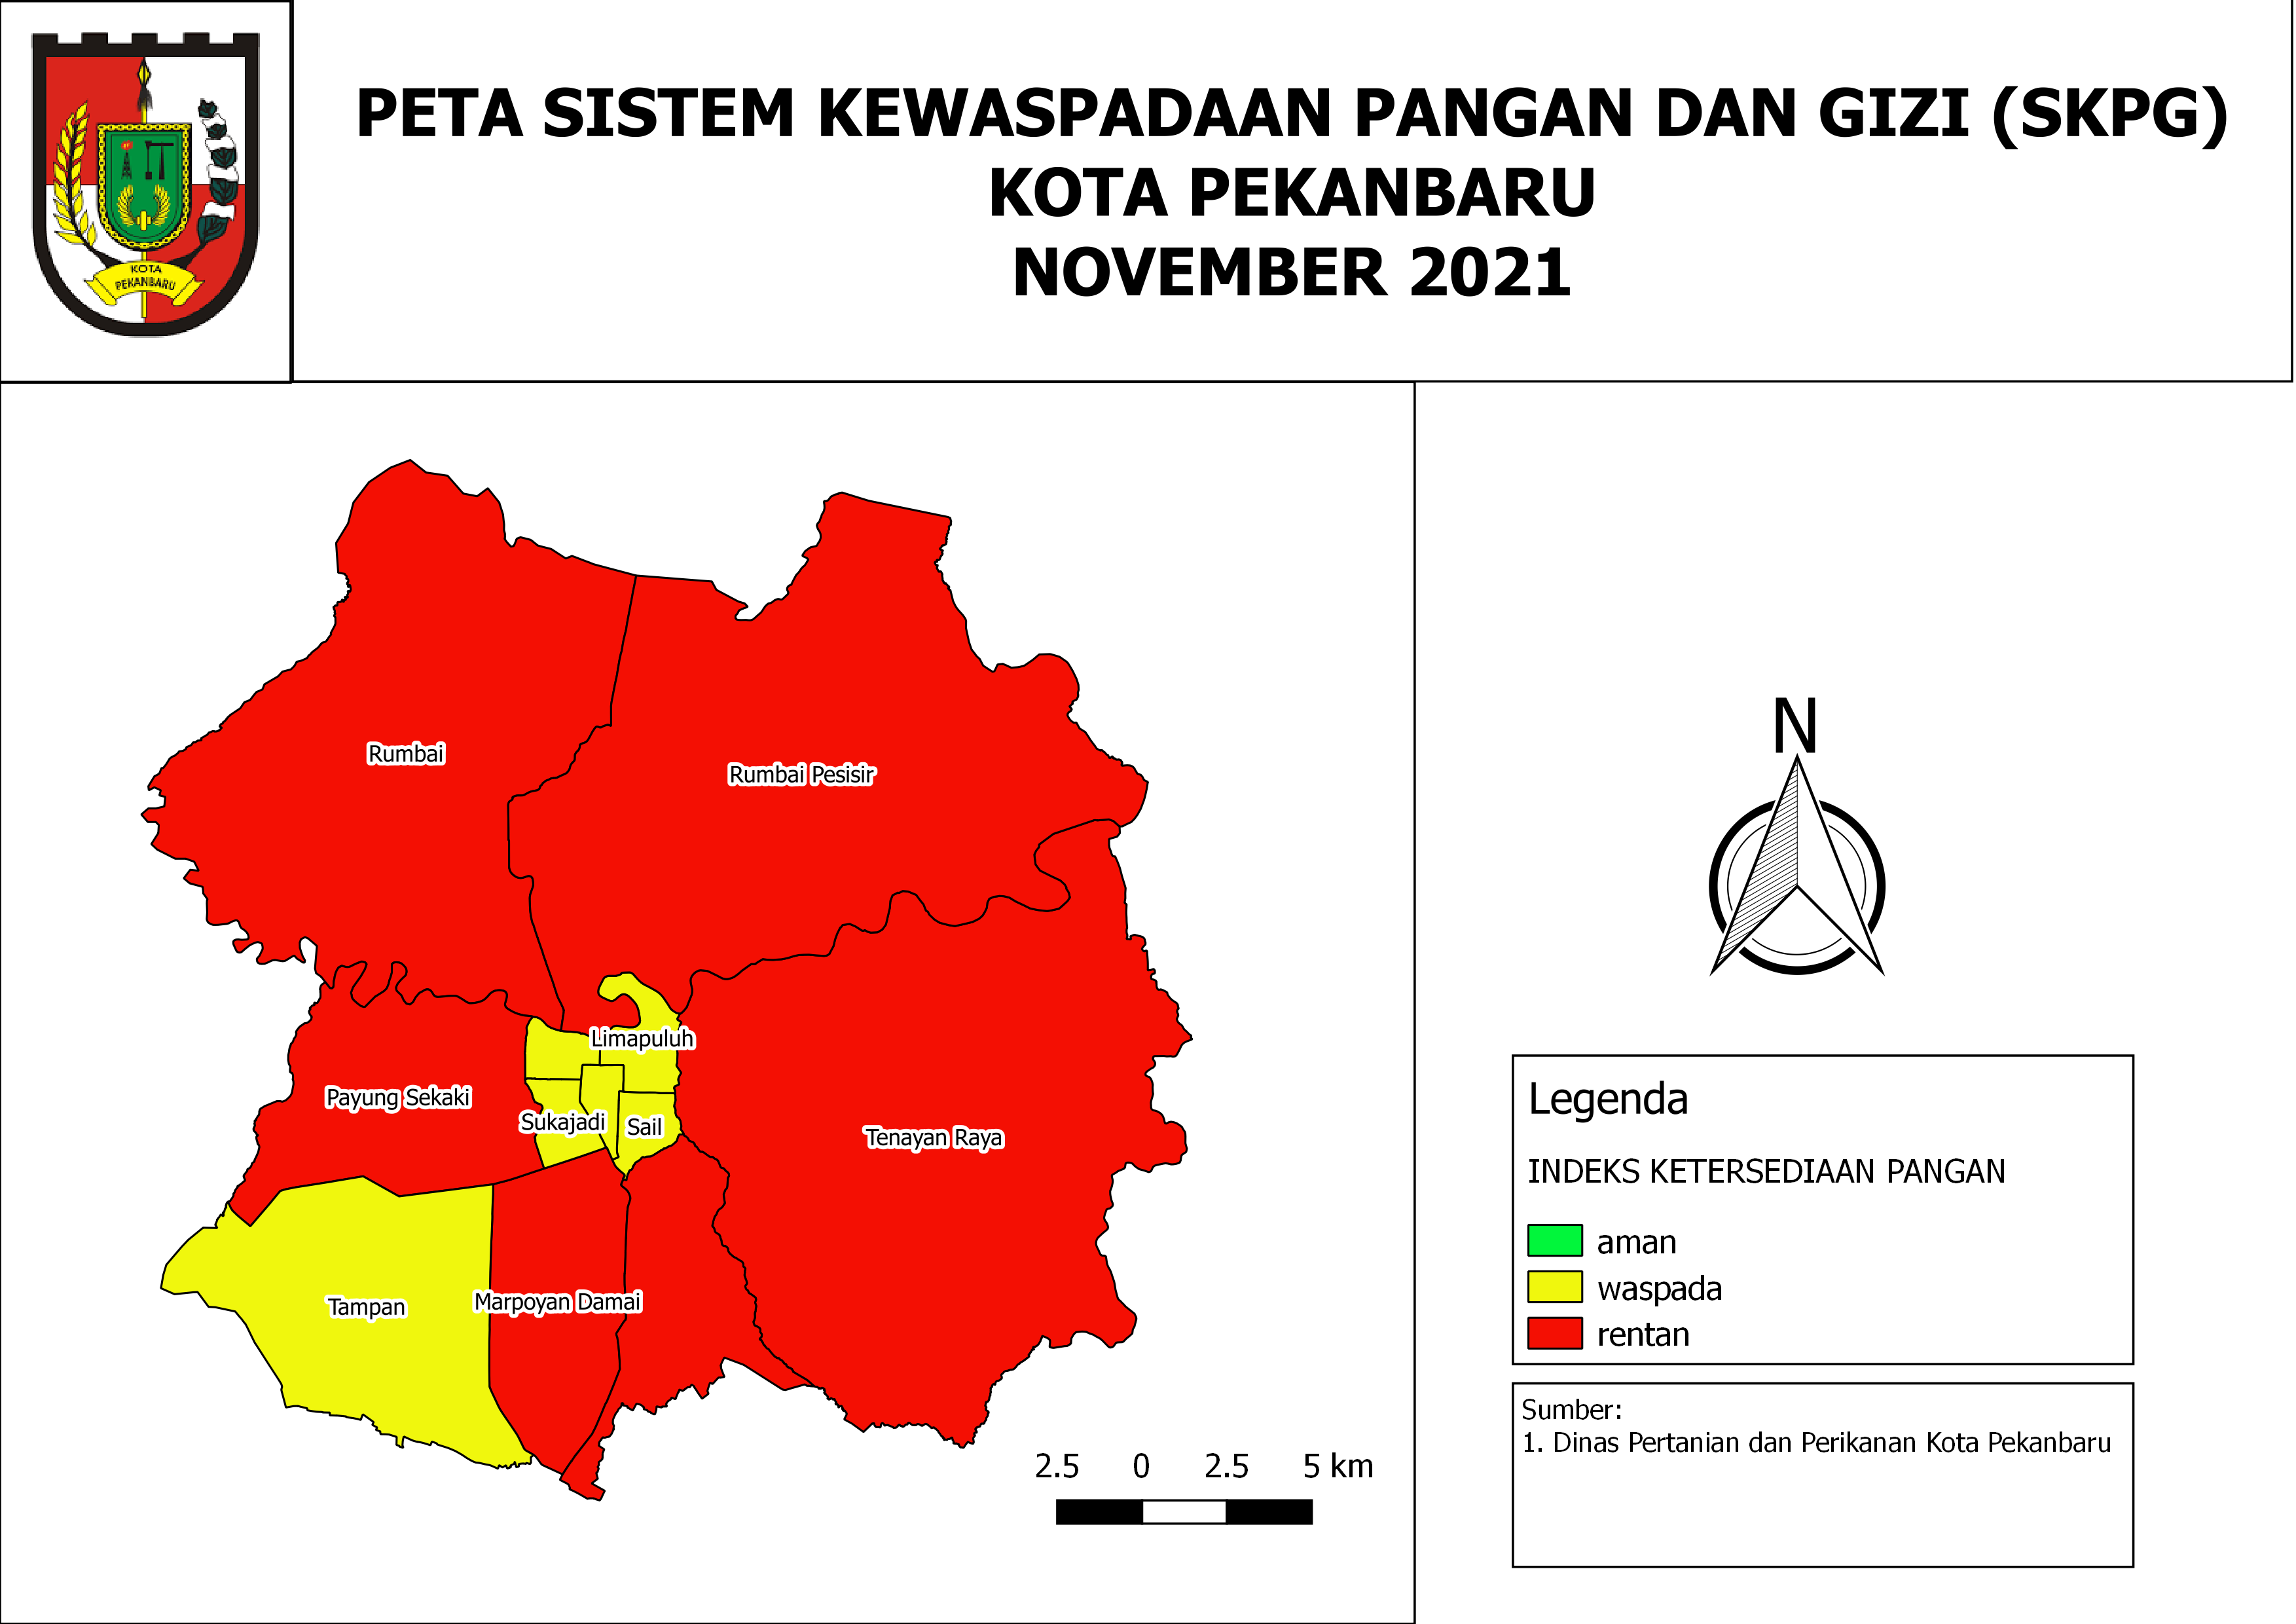 PETA SISTEM KEWASPADAAN PANGAN DAN GIZI (SKPG)
KOTA PEKANBARU
NOVEMBER 2021
KOTA
PEKANBARU
Rumbai
Rumbai Pesisir
Limapuluh
Payung Sekaki
Sukajadi
Sail
Tenayan Raya
Tampan
Marpoyan Damai
2.5 0 2.5 5 km
N
Legenda
INDEKS KETERSEDIAAN PANGAN
aman
waspada
rentan
Sumber:
1. Dinas Pertanian dan Perikanan Kota Pekanbaru